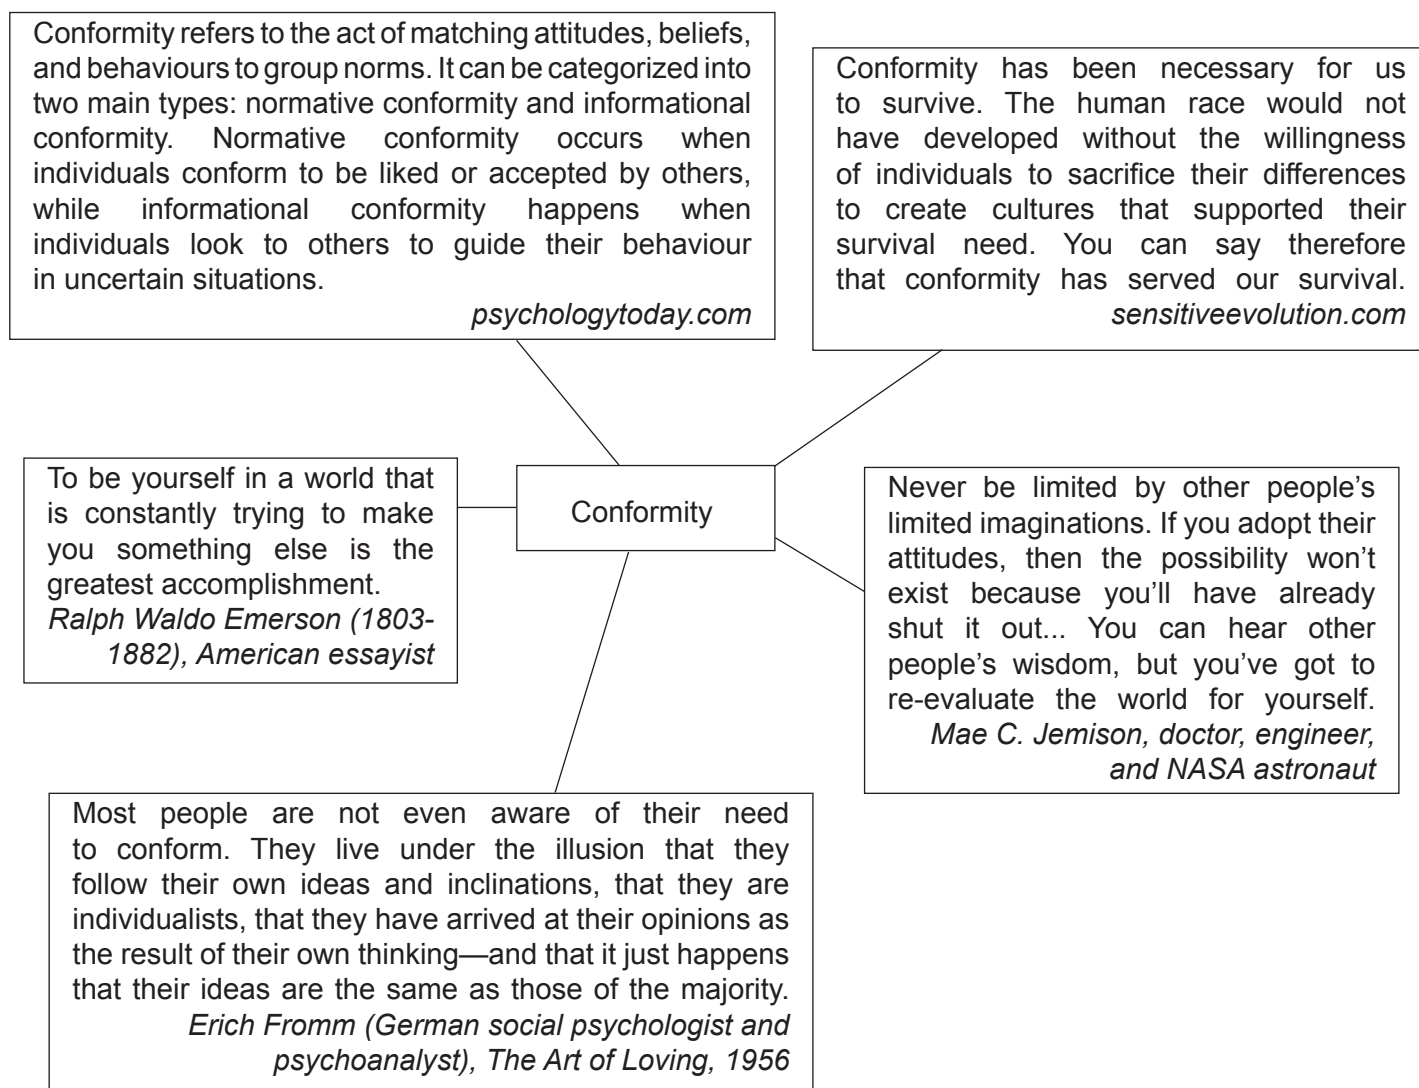 Conformity refers to the act of matching attitudes, beliefs,
and behaviours to group norms. It can be categorized into
two main types: normative conformity and informational
conformity. Normative conformity occurs when
individuals conform to be liked or accepted by others,
while informational conformity happens when
individuals look to others to guide their behaviour
in uncertain situations.
psychologytoday.com
Conformity has been necessary for us
to survive. The human race would not
have developed without the willingness
of individuals to sacrifice their differences
to create cultures that supported their
survival need. You can say therefore
that conformity has served our survival.
sensitiveevolution.com
To be yourself in a world that
is constantly trying to make
you something else is the
greatest accomplishment.
Ralph Waldo Emerson (1803-
1882), American essayist
Conformity
Never be limited by other people's
limited imaginations. If you adopt their
attitudes, then the possibility won't
exist because you'll have already
shut it out... You can hear other
people's wisdom, but you've got to
re-evaluate the world for yourself.
Mae C. Jemison, doctor, engineer,
and NASA astronaut
Most people are not even aware of their need
to conform. They live under the illusion that they
follow their own ideas and inclinations, that they are
individualists, that they have arrived at their opinions as
the result of their own thinking—and that it just happens
that their ideas are the same as those of the majority.
Erich Fromm (German social psychologist and
psychoanalyst), The Art of Loving, 1956